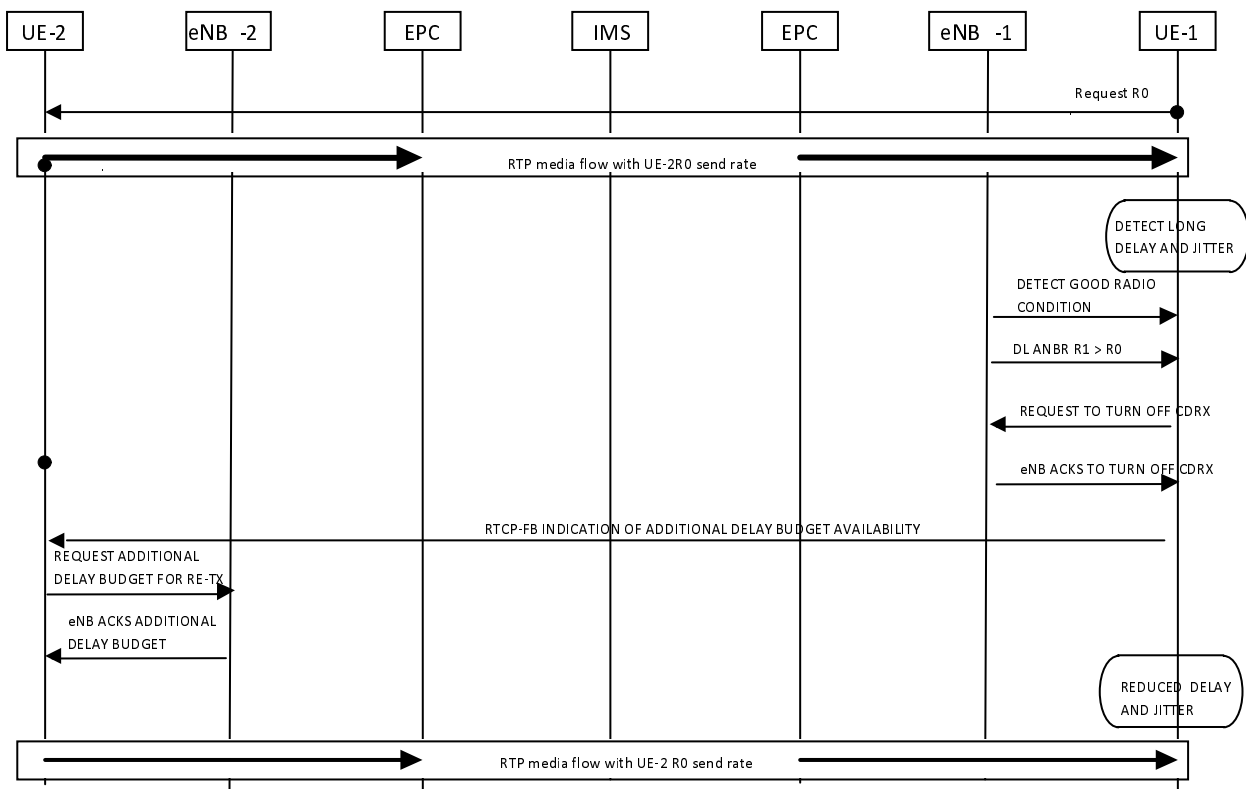 UE-2
eNB -2
EPC
IMS
EPC
eNB -1
UE-1
Request R0
RTP media flow with UE-2R0 send rate
DETECT LONG
DELAY AND JITTER
DETECT GOOD RADIO
CONDITION
DL ANBR R1 > R0
REQUEST TO TURN OFF CDRX
eNB ACKS TO TURN OFF CDRX
RTCP-FB INDICATION OF ADDITIONAL DELAY BUDGET AVAILABILITY
REQUEST ADDITIONAL
DELAY BUDGET FOR RE-TX
eNB ACKS ADDITIONAL
DELAY BUDGET
REDUCED DELAY
AND JITTER
RTP media flow with UE-2 R0 send rate